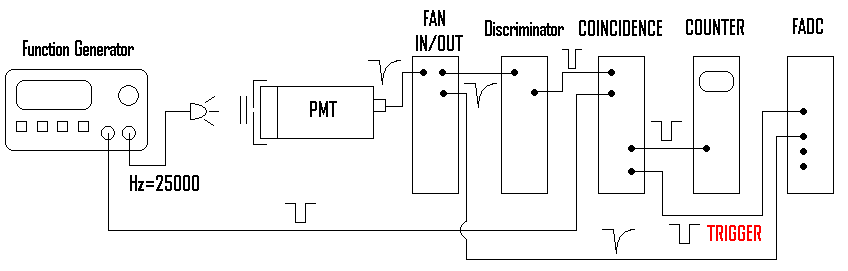 FAN
IN/OUT
Discriminator
COINCIDENCE
COUNTER
FADC
Function Generator
PMT
Hz=25000
TRIGGER